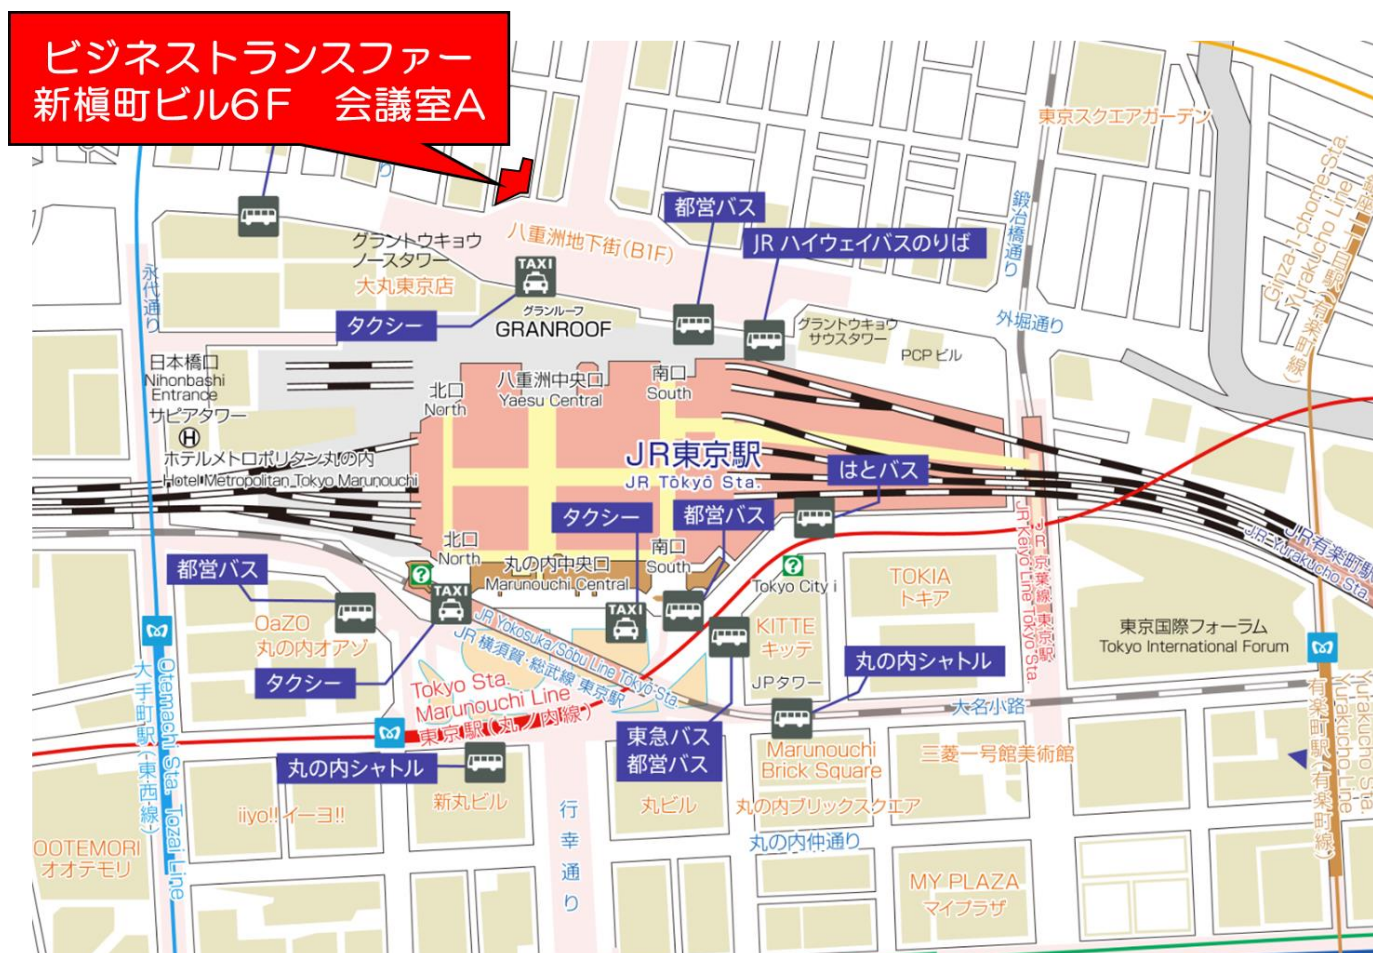 ビジネストランスファー
新槇町ビル6F　会議室A
東京スクエアガーデン
都営バス
JR ハイウェイバスのりば
八重洲地下街(B1F)
グラントウキョウ
ノースタワー
大丸東京店
TAXI
タクシー
グランルーフ
GRANROOF
グラントウキョウ
サウスタワー
PCP ビル
永代通り
鍛冶橋通り
外堀通り
Ginza-1-chome-Sta.
Yurakucho Line
日本橋口
Nihonbashi
Entrance
サピアタワー
H
ホテルメトロポリタン丸の内
Hotel Metropolitan Tokyo Marunouchi
北口
North
八重洲中央口
Yaesu Central
南口
South
JR東京駅
JR Tōkyō Sta.
はとバス
タクシー
都営バス
北口
North
丸の内中央口
Marunouchi Central
南口
South
?
?
Tokyo City i
JR 京葉線 東京駅
JR Keiyo Line Tokyo Sta.
JR有楽町駅
JR Yurakucho Sta.
都営バス
TAXI
TAXI
OaZO
丸の内オアゾ
タクシー
JR Yokosuka/Sōbu Line Tōkyō Sta.
JR 横須賀・総武線 東京駅
KITTE
キッテ
JPタワー
TOKIA
トキア
東京国際フォーラム
Tokyo International Forum
丸の内シャトル
大名小路
Tokyo Sta.
Marunouchi Line
東京駅(丸ノ内線)
東急バス
都営バス
Marunouchi
Brick Square
丸の内ブリックスクエア
三菱一号館美術館
丸の内シャトル
新丸ビル
iiyo!!イーヨ!!
丸ビル
行幸通り
丸の内仲通り
OOTEMORI
オオテモリ
Otemachi Sta. Tozai Line
大手町駅(東西線)
MY PLAZA
マイプラザ
有楽町駅(有楽町線)
Yurakucho Sta.
Yurakucho Line